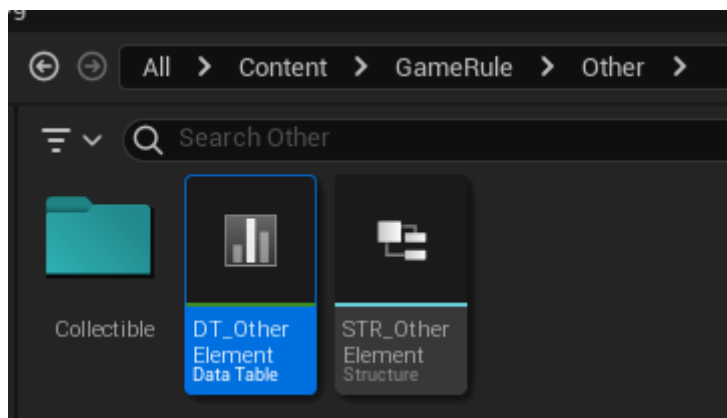 All > Content > GameRule > Other >
Search Other
Collectible
DT_Other
Element
Data Table
STR_Other
Element
Structure